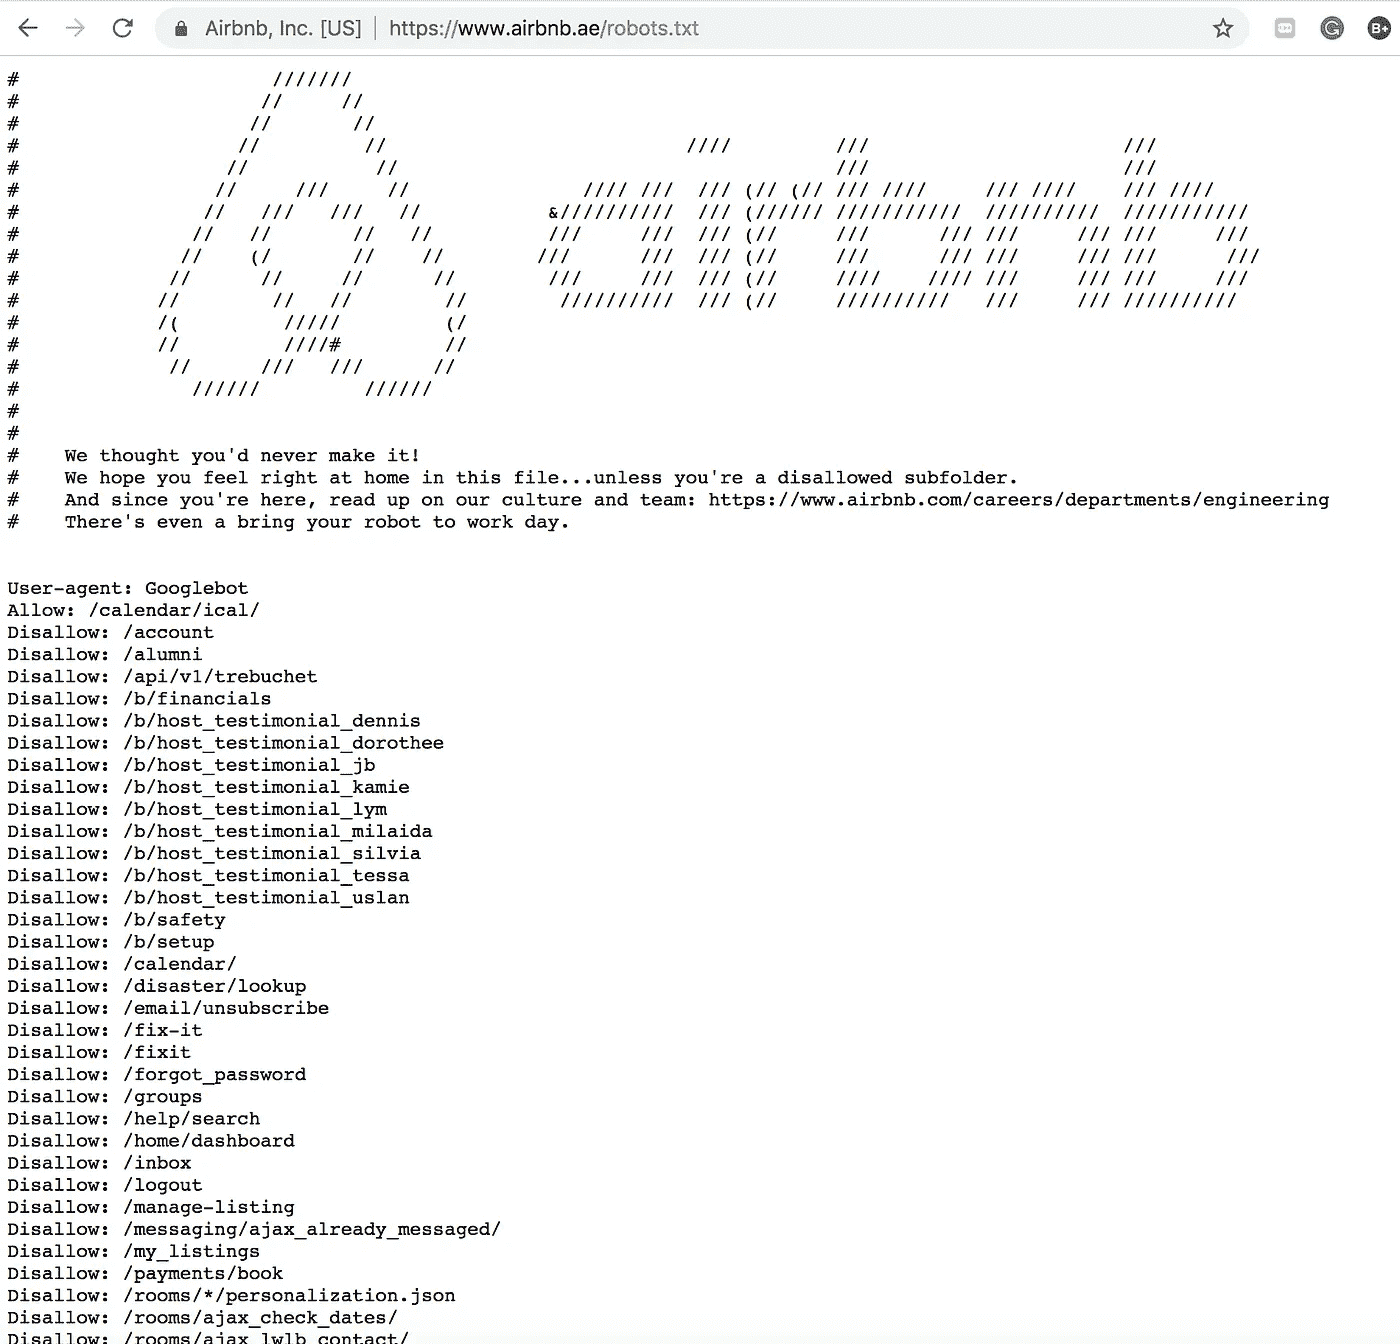 Airbnb, Inc. [US] | https://www.airbnb.ae/robots.txt
B+
#                      ///////
#                     //     //
#                    //       //
#                   //         //                          ////         ///                      ///
#                  //           //                                      ///                      ///
#                 //     ///     //               //// ///  /// (// (// /// ////     /// ////    /// ////
#                //   ///   ///   //           &//////////  /// (////// ///////////  //////////  ///////////
#               //   //       //   //          ///     ///  /// (//     ///      /// ///     /// ///     ///
#              //    (/       //    //        ///      ///  /// (//     ///      /// ///     /// ///      ///
#             //      //     //      //        ///     ///  /// (//     ////    //// ///     /// ///     ///
#            //        //   //        //        //////////  /// (//     //////////   ///     /// //////////
#            /(         /////         (/
#            //         ////#         //
#             //      ///   ///      //
#               //////         //////
#
#
#    We thought you'd never make it!
#    We hope you feel right at home in this file...unless you're a disallowed subfolder.
#    And since you're here, read up on our culture and team: https://www.airbnb.com/careers/departments/engineering
#    There's even a bring your robot to work day.
User-agent: Googlebot
Allow: /calendar/ical/
Disallow: /account
Disallow: /alumni
Disallow: /api/v1/trebuchet
Disallow: /b/financials
Disallow: /b/host_testimonial_dennis
Disallow: /b/host_testimonial_dorothee
Disallow: /b/host_testimonial_jb
Disallow: /b/host_testimonial_kamie
Disallow: /b/host_testimonial_lym
Disallow: /b/host_testimonial_milaida
Disallow: /b/host_testimonial_silvia
Disallow: /b/host_testimonial_tessa
Disallow: /b/host_testimonial_uslan
Disallow: /b/safety
Disallow: /b/setup
Disallow: /calendar/
Disallow: /disaster/lookup
Disallow: /email/unsubscribe
Disallow: /fix-it
Disallow: /fixit
Disallow: /forgot_password
Disallow: /groups
Disallow: /help/search
Disallow: /home/dashboard
Disallow: /inbox
Disallow: /logout
Disallow: /manage-listing
Disallow: /messaging/ajax_already_messaged/
Disallow: /my_listings
Disallow: /payments/book
Disallow: /rooms/*/personalization.json
Disallow: /rooms/ajax_check_dates/
Disallow: /rooms/ajax_lwlb_contact/